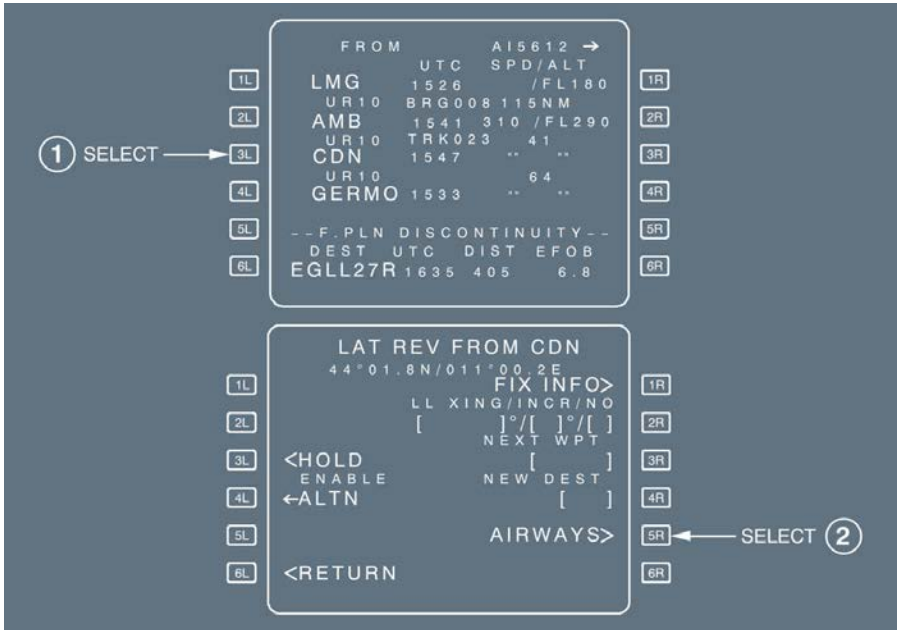 FROM AI5612 →
UTC SPD/ALT
1L LMG 1526 /FL180 1R
UR10 BRG008 115NM
2L AMB 1541 310 /FL290 2R
UR10 TRK023 41
1 SELECT 3L CDN 1547 " " 3R
UR10 64
4L GERMO 1533 " " 4R
5L --F.PLN DISCONTINUITY-- 5R
DEST UTC DIST EFOB
6L EGLL27R 1635 405 6.8 6R
LAT REV FROM CDN
44°01.8N/011°00.2E
1L FIX INFO> 1R
LL XING/INCR/NO
2L [ ]°/[ ]°/[ ] 2R
NEXT WPT
3L <HOLD [ ] 3R
ENABLE NEW DEST
4L ←ALTN [ ] 4R
5L AIRWAYS> 5R SELECT 2
6L <RETURN 6R